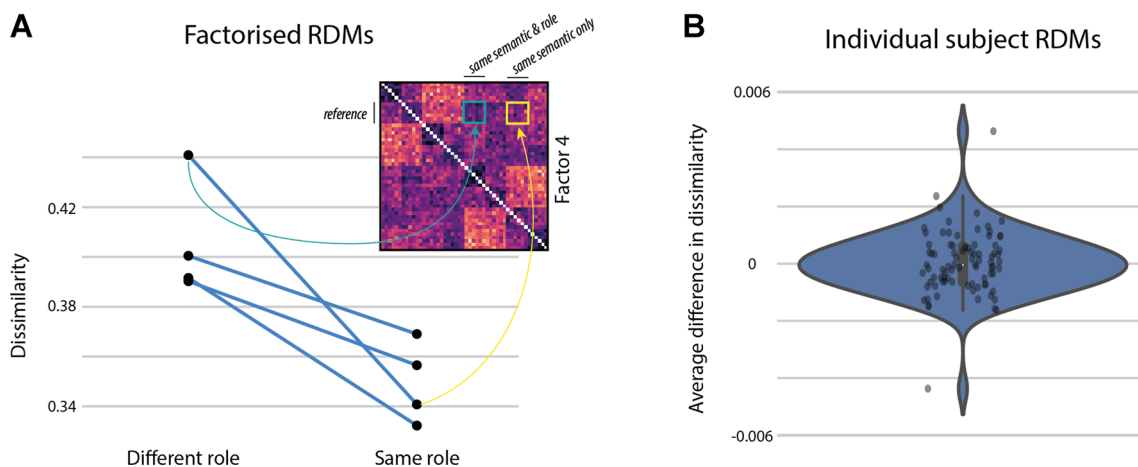 A
Factorised RDMs
same semantic & role
same semantic only
reference
Factor 4
Dissimilarity
0.42
0.38
0.34
Different role
Same role
B
Individual subject RDMs
Average difference in dissimilarity
0.006
0
-0.006